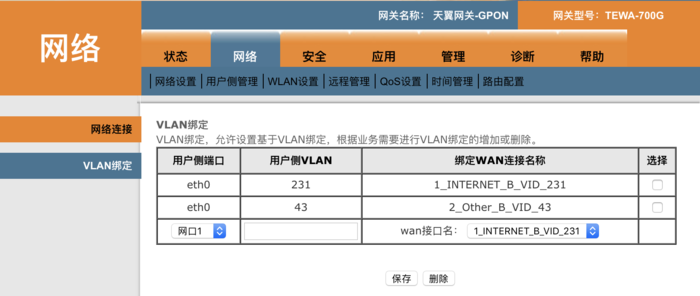 网关名称： 天翼网关-GPON 网关型号：TEWA-700G
网络
状态 网络 安全 应用 管理 诊断 帮助
网络设置 用户侧管理 WLAN设置 远程管理 QoS设置 时间管理 路由配置
网络连接
VLAN绑定
VLAN绑定
VLAN绑定，允许设置基于VLAN绑定，根据业务需要进行VLAN绑定的增加或删除。
用户侧端口 用户侧VLAN 绑定WAN连接名称 选择
eth0 231 1_INTERNET_B_VID_231
eth0 43 2_Other_B_VID_43
网口1 wan接口名： 1_INTERNET_B_VID_231
保存 删除